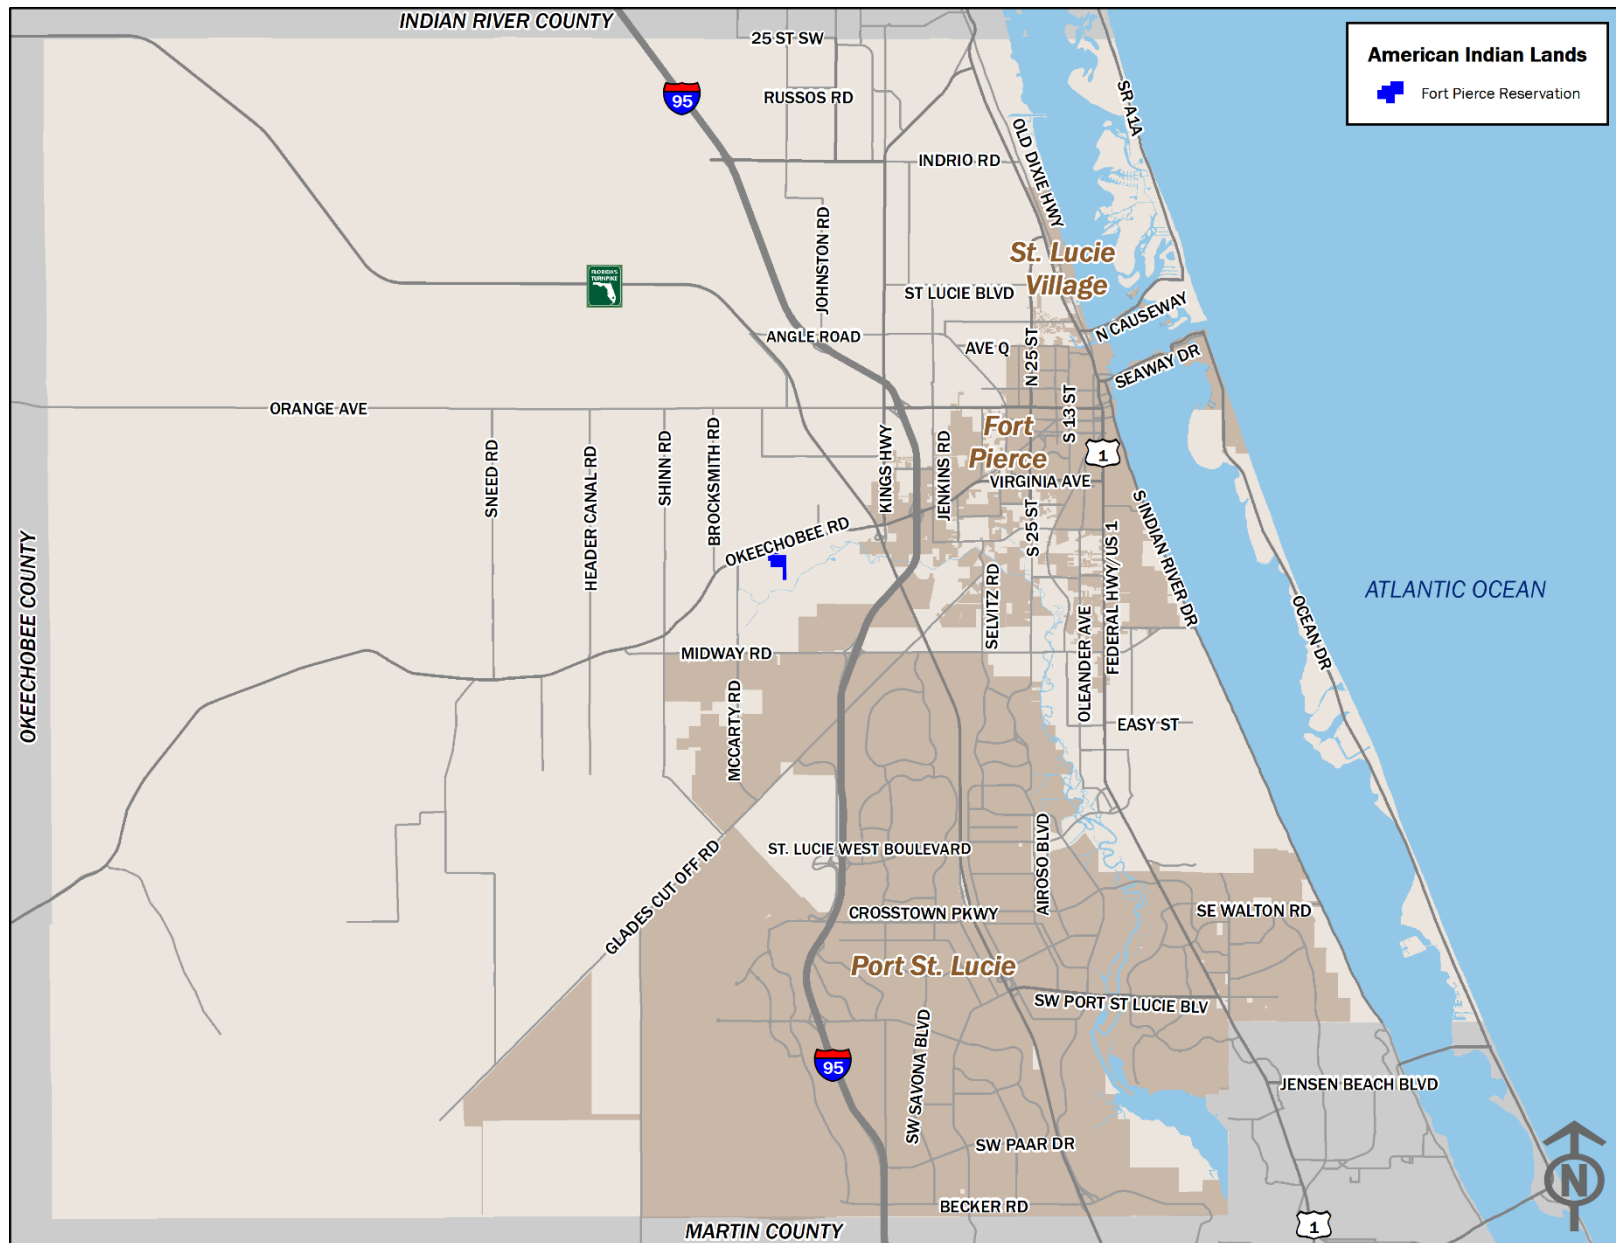 INDIAN RIVER COUNTY
25 ST SW
American Indian Lands
Fort Pierce Reservation
95
RUSSOS RD
SR A1A
OLD DIXIE HWY
INDRIO RD
JOHNSTON RD
St. Lucie
Village
FLORIDA'S
TURNPIKE
ST LUCIE BLVD
N CAUSEWAY
ANGLE ROAD
AVE Q
N 25 ST
SEAWAY DR
ORANGE AVE
S 13 ST
Fort
Pierce
1
SNEED RD
HEADER CANAL RD
SHINN RD
BROCKSMITH RD
KINGS HWY
JENKINS RD
VIRGINIA AVE
S 25 ST
S INDIAN RIVER DR
OKEECHOBEE RD
OKEECHOBEE COUNTY
SELVITZ RD
FEDERAL HWY/US 1
OLEANDER AVE
ATLANTIC OCEAN
OCEAN DR
MIDWAY RD
MCCARTY RD
EASY ST
ST. LUCIE WEST BOULEVARD
AIROSO BLVD
GLADES CUT OFF RD
CROSSTOWN PKWY
SE WALTON RD
Port St. Lucie
SW PORT ST LUCIE BLV
SW SAVONA BLVD
95
JENSEN BEACH BLVD
SW PAAR DR
N
BECKER RD
MARTIN COUNTY
1